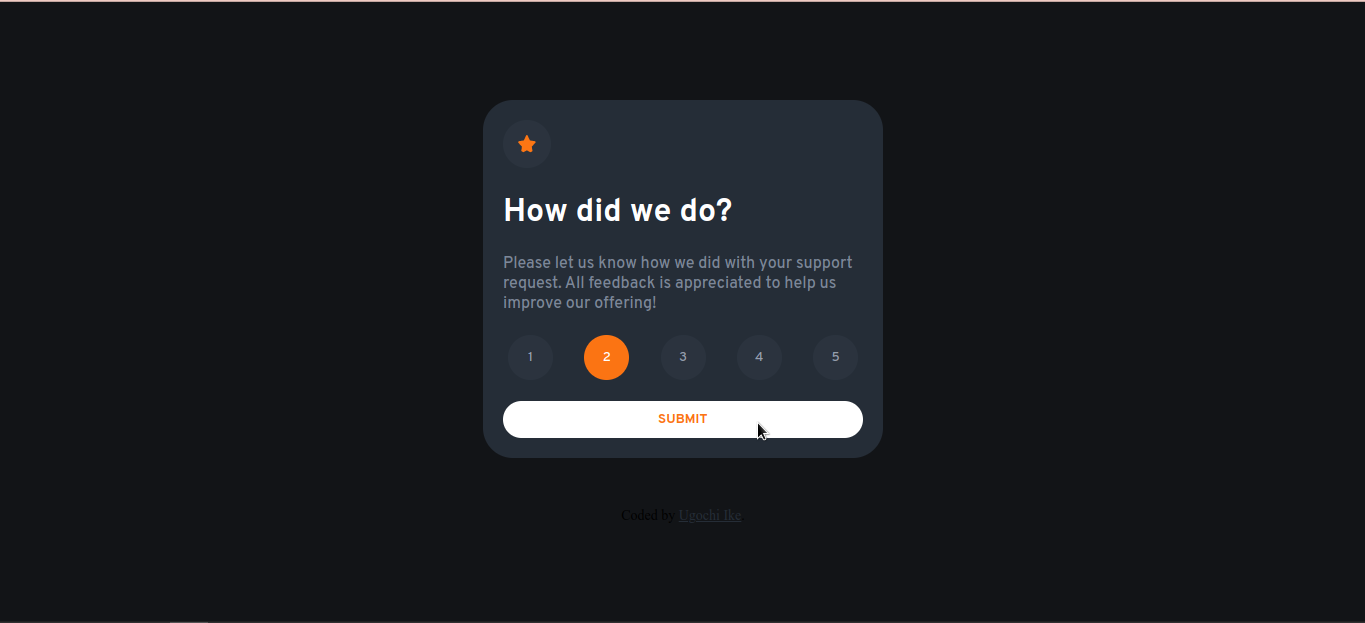 How did we do?
Please let us know how we did with your support
request. All feedback is appreciated to help us
improve our offering!
1 2 3 4 5
SUBMIT
Coded by Ugochi Ike.